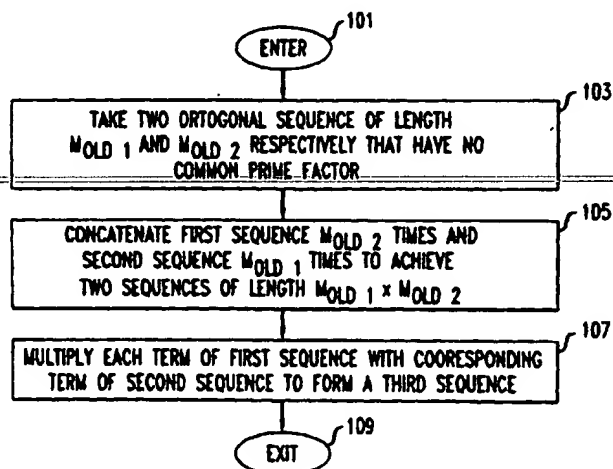 101
ENTER
103
TAKE TWO ORTOGONAL SEQUENCE OF LENGTH
MOLD 1 AND MOLD 2 RESPECTIVELY THAT HAVE NO
COMMON PRIME FACTOR
105
CONCATENATE FIRST SEQUENCE MOLD 2 TIMES AND
SECOND SEQUENCE MOLD 1 TIMES TO ACHIEVE
TWO SEQUENCES OF LENGTH MOLD 1 x MOLD 2
107
MULTIPLY EACH TERM OF FIRST SEQUENCE WITH COORESPONDING
TERM OF SECOND SEQUENCE TO FORM A THIRD SEQUENCE
109
EXIT